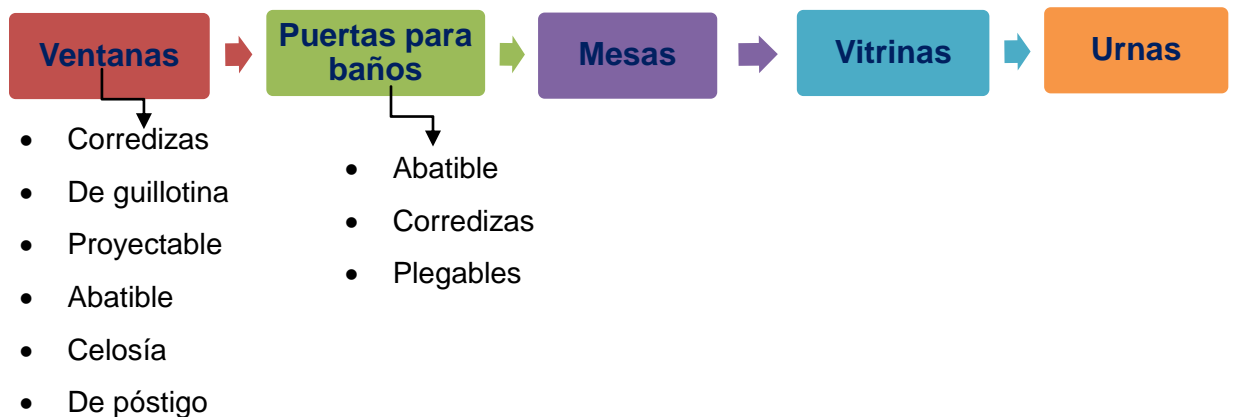 Ventanas
Puertas para
baños
Mesas
Vitrinas
Urnas
• Corredizas
• De guillotina
• Proyectable
• Abatible
• Celosía
• De póstigo
• Abatible
• Corredizas
• Plegables